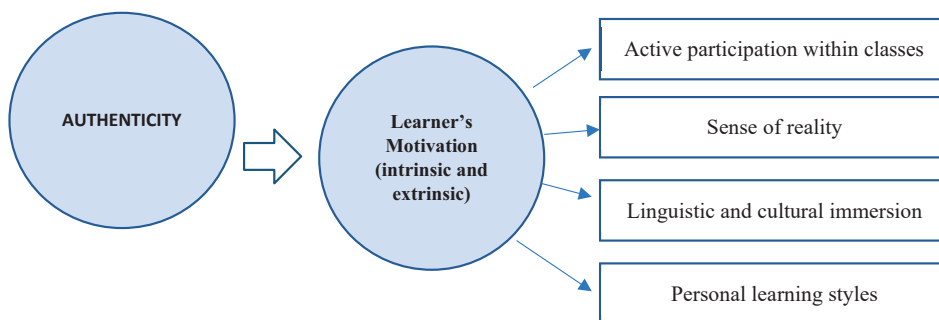 AUTHENTICITY
Learner’s
Motivation
(intrinsic and
extrinsic)
Active participation within classes
Sense of reality
Linguistic and cultural immersion
Personal learning styles